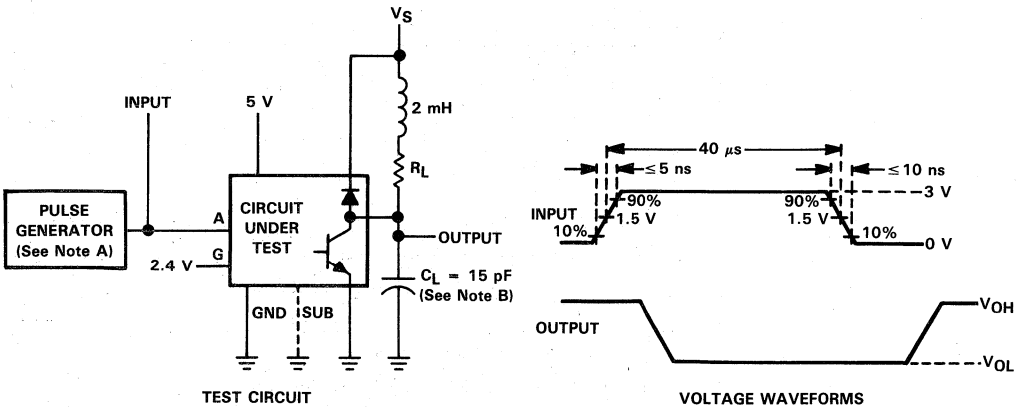 VS
INPUT
5 V
2 mH
RL
PULSE
GENERATOR
(See Note A)
A
G
2.4 V
CIRCUIT
UNDER
TEST
OUTPUT
CL = 15 pF
(See Note B)
GND
SUB
TEST CIRCUIT
40 μs
≤5 ns
≤10 ns
3 V
90%
90%
INPUT
1.5 V
1.5 V
10%
10%
0 V
OUTPUT
VOH
VOL
VOLTAGE WAVEFORMS